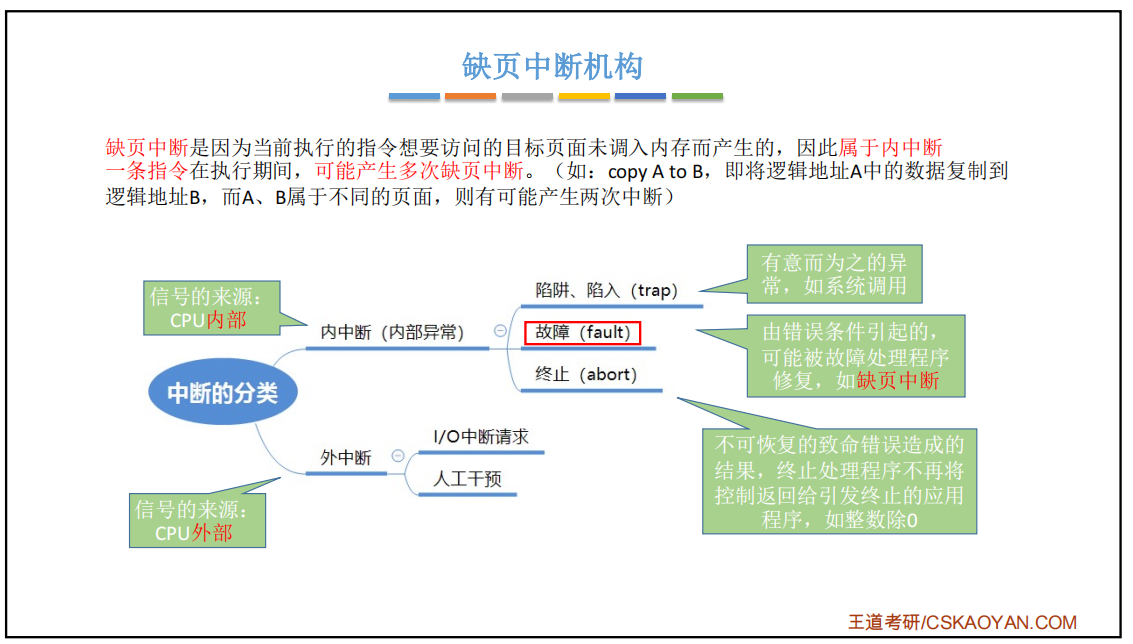 缺页中断机构
缺页中断是因为当前执行的指令想要访问的目标页面未调入内存而产生的，因此属于内中断
一条指令在执行期间，可能产生多次缺页中断。（如：copy A to B，即将逻辑地址A中的数据复制到
逻辑地址B，而A、B属于不同的页面，则有可能产生两次中断）
有意而为之的异
常，如系统调用
信号的来源：
CPU内部
陷阱、陷入（trap）
内中断（内部异常）
故障（fault）
由错误条件引起的，
可能被故障处理程序
修复，如缺页中断
终止（abort）
中断的分类
I/O中断请求
外中断
人工干预
不可恢复的致命错误造成的
结果，终止处理程序不再将
控制返回给引发终止的应用
程序，如整数除0
信号的来源：
CPU外部
王道考研/CSKAOYAN.COM